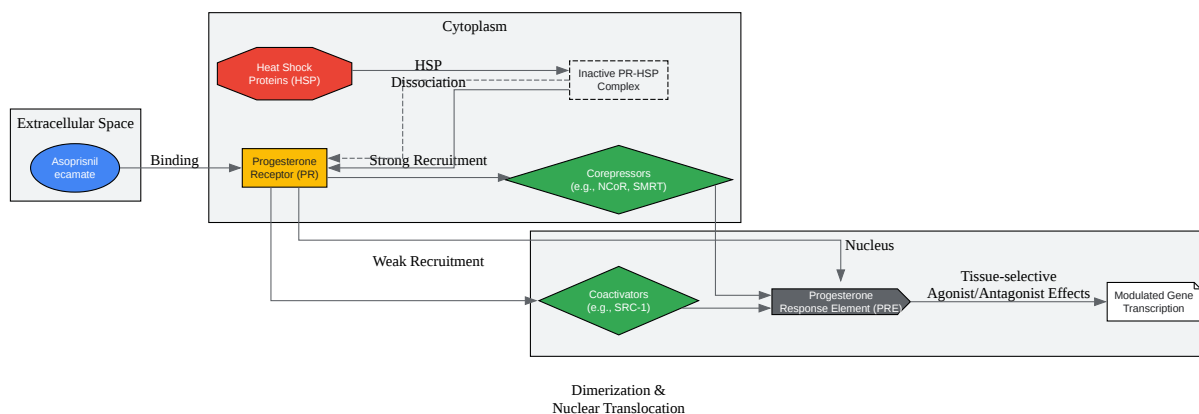 Cytoplasm
Heat Shock
Proteins (HSP)
HSP
Dissociation
Inactive PR-HSP
Complex
Extracellular Space
Asoprisnil
ecamate
Binding
Progesterone
Receptor (PR)
Strong Recruitment
Corepressors
(e.g., NCoR, SMRT)
Nucleus
Weak Recruitment
Coactivators
(e.g., SRC-1)
Progesterone
Response Element (PRE)
Tissue-selective
Agonist/Antagonist Effects
Modulated Gene
Transcription
Dimerization &
Nuclear Translocation